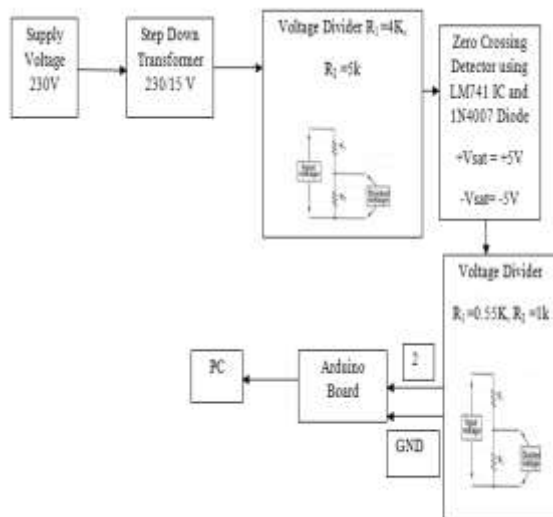 Supply
Voltage
230V
Step Down
Transformer
230/15 V
Voltage Divider R1=4K,
R2=5k
Zero Crossing
Detector using
LM741 IC and
1N4007 Diode
+Vsat = +5V
-Vsat= -5V
Voltage Divider
R1=0.55K, R2=1k
PC
Arduino
Board
2
GND